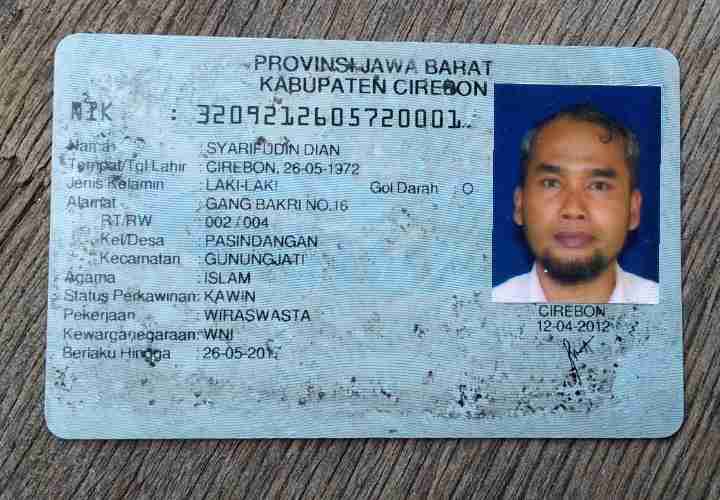 PROVINSI JAWA BARAT
KABUPATEN CIREBON
NIK : 3209212605720001
Nama : SYARIFUDIN DIAN
Tempat/Tgl Lahir : CIREBON, 26-05-1972
Jenis Kelamin : LAKI-LAKI Gol Darah : O
Alamat : GANG BAKRI NO.16
RT/RW : 002 / 004
Kel/Desa : PASINDANGAN
Kecamatan : GUNUNGJATI
Agama : ISLAM
Status Perkawinan: KAWIN
Pekerjaan : WIRASWASTA
Kewarganegaraan: WNI
Berlaku Hingga : 26-05-201
CIREBON
12-04-2012